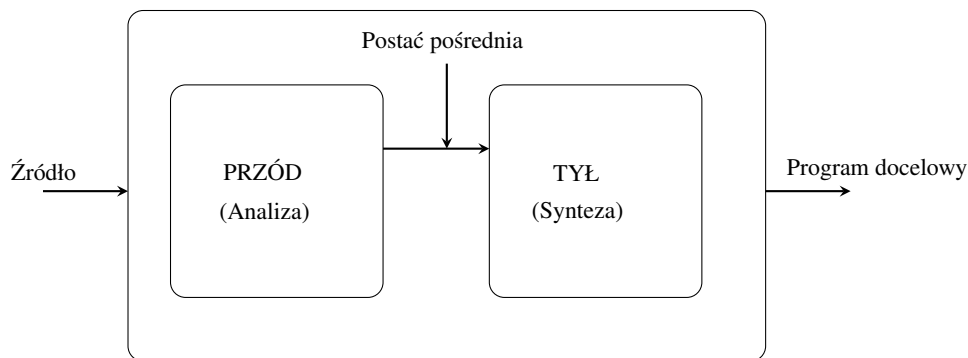 Postać pośrednia
Źródło
PRZÓD
(Analiza)
TYŁ
(Synteza)
Program docelowy